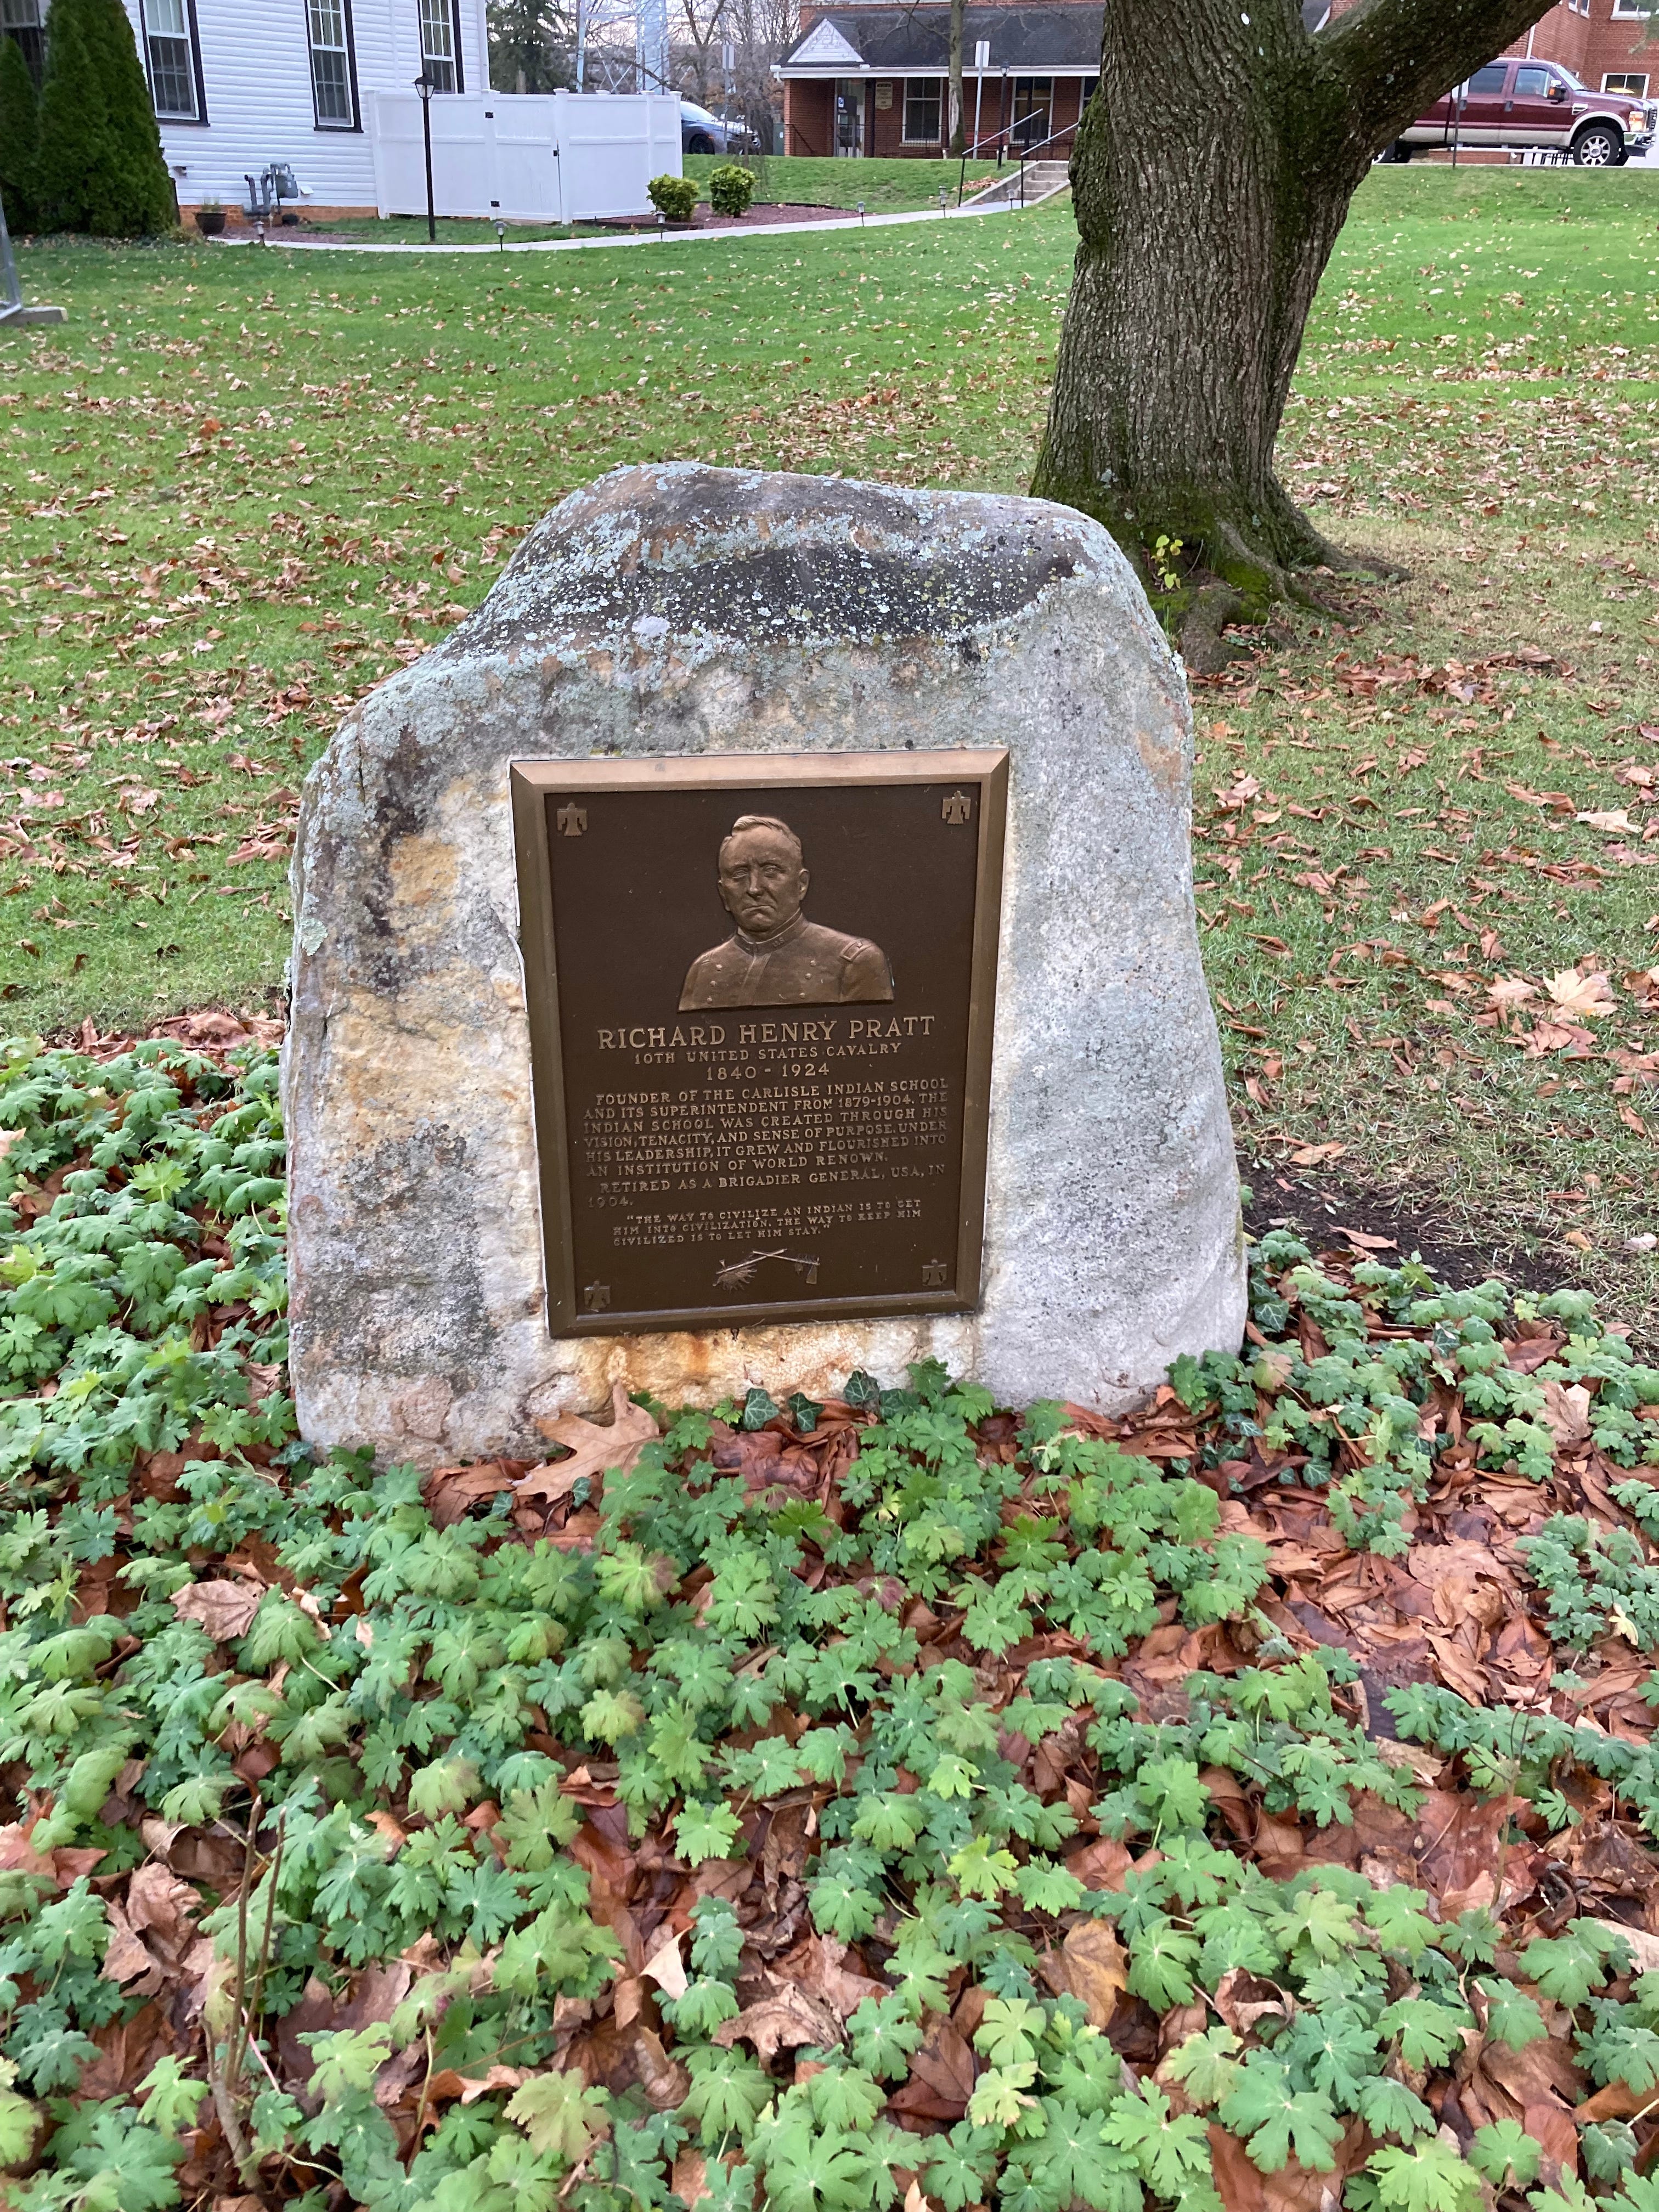 RICHARD HENRY PRATT
10TH UNITED STATES CAVALRY
1840 - 1924
FOUNDER OF THE CARLISLE INDIAN SCHOOL
AND ITS SUPERINTENDENT FROM 1879-1904. THE
INDIAN SCHOOL WAS CREATED THROUGH HIS
VISION, TENACITY, AND SENSE OF PURPOSE. UNDER
HIS LEADERSHIP, IT GREW AND FLOURISHED INTO
AN INSTITUTION OF WORLD RENOWN.
RETIRED AS A BRIGADIER GENERAL, USA, IN
1904.
"THE WAY TO CIVILIZE AN INDIAN IS TO GET
HIM INTO CIVILIZATION. THE WAY TO KEEP HIM
CIVILIZED IS TO LET HIM STAY."